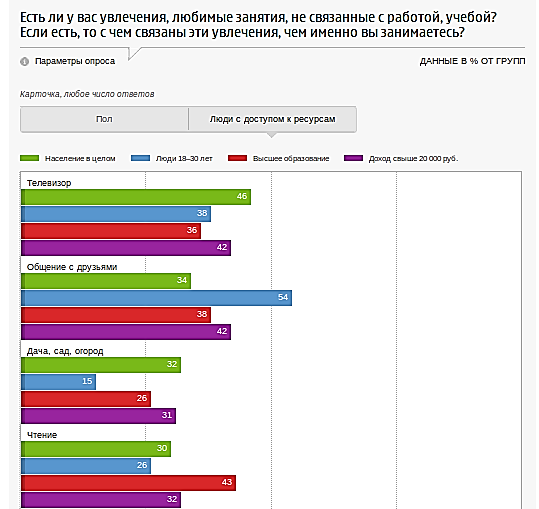 Есть ли у вас увлечения, любимые занятия, не связанные с работой, учебой?
Если есть, то с чем связаны эти увлечения, чем именно вы занимаетесь?
i Параметры опроса ДАННЫЕ В % ОТ ГРУПП
Карточка, любое число ответов
Пол Люди с доступом к ресурсам
Население в целом Люди 18–30 лет Высшее образование Доход свыше 20 000 руб.
Телевизор
46
38
36
42
Общение с друзьями
34
54
38
42
Дача, сад, огород
32
15
26
31
Чтение
30
26
43
32